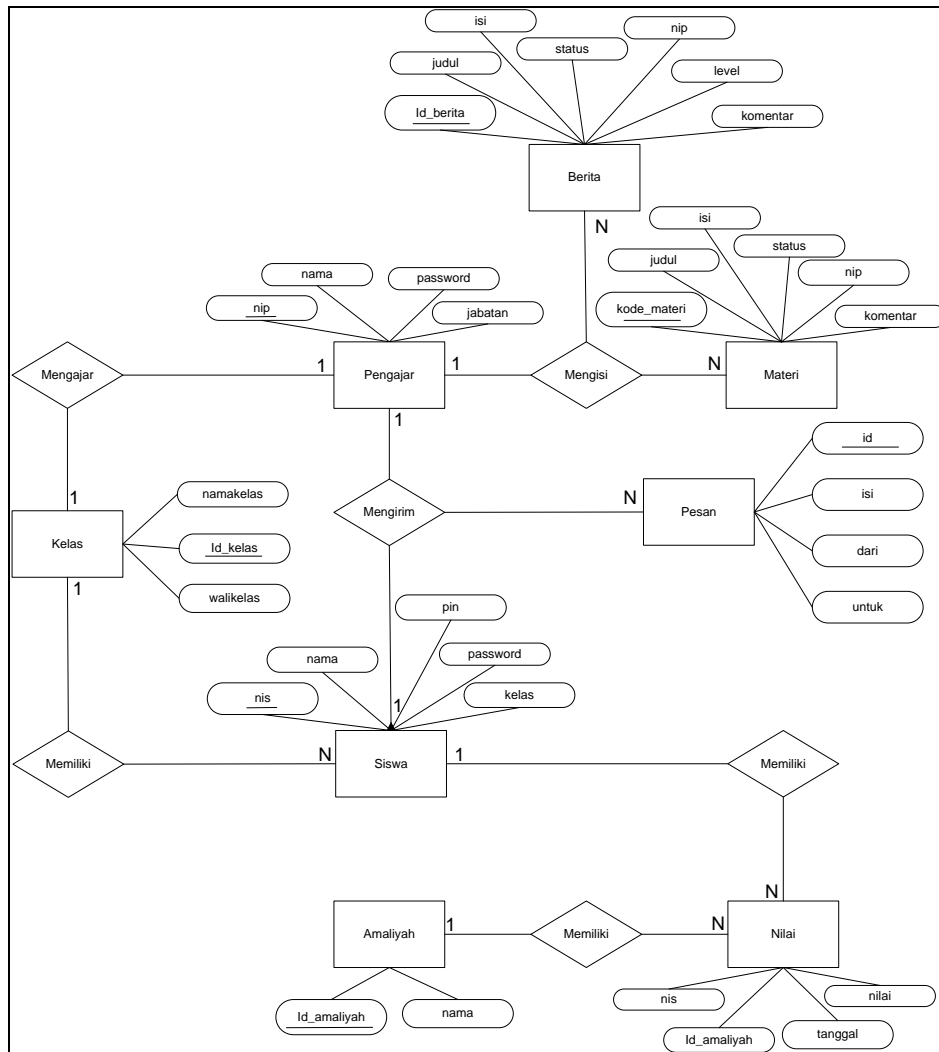 isi
nip
status
judul
level
Id_berita
komentar
Berita
N
isi
status
judul
nip
kode_materi
komentar
nama
password
nip
jabatan
Mengajar
1
Pengajar
1
Mengisi
N
Materi
1
id
namakelas
1
Kelas
Id_kelas
1
walikelas
Mengirim
N
Pesan
isi
dari
untuk
pin
nama
password
nis
kelas
1
Memiliki
N
Siswa
1
Memiliki
N
Amaliyah
1
Memiliki
N
Nilai
Id_amaliyah
nama
nis
nilai
Id_amaliyah
tanggal